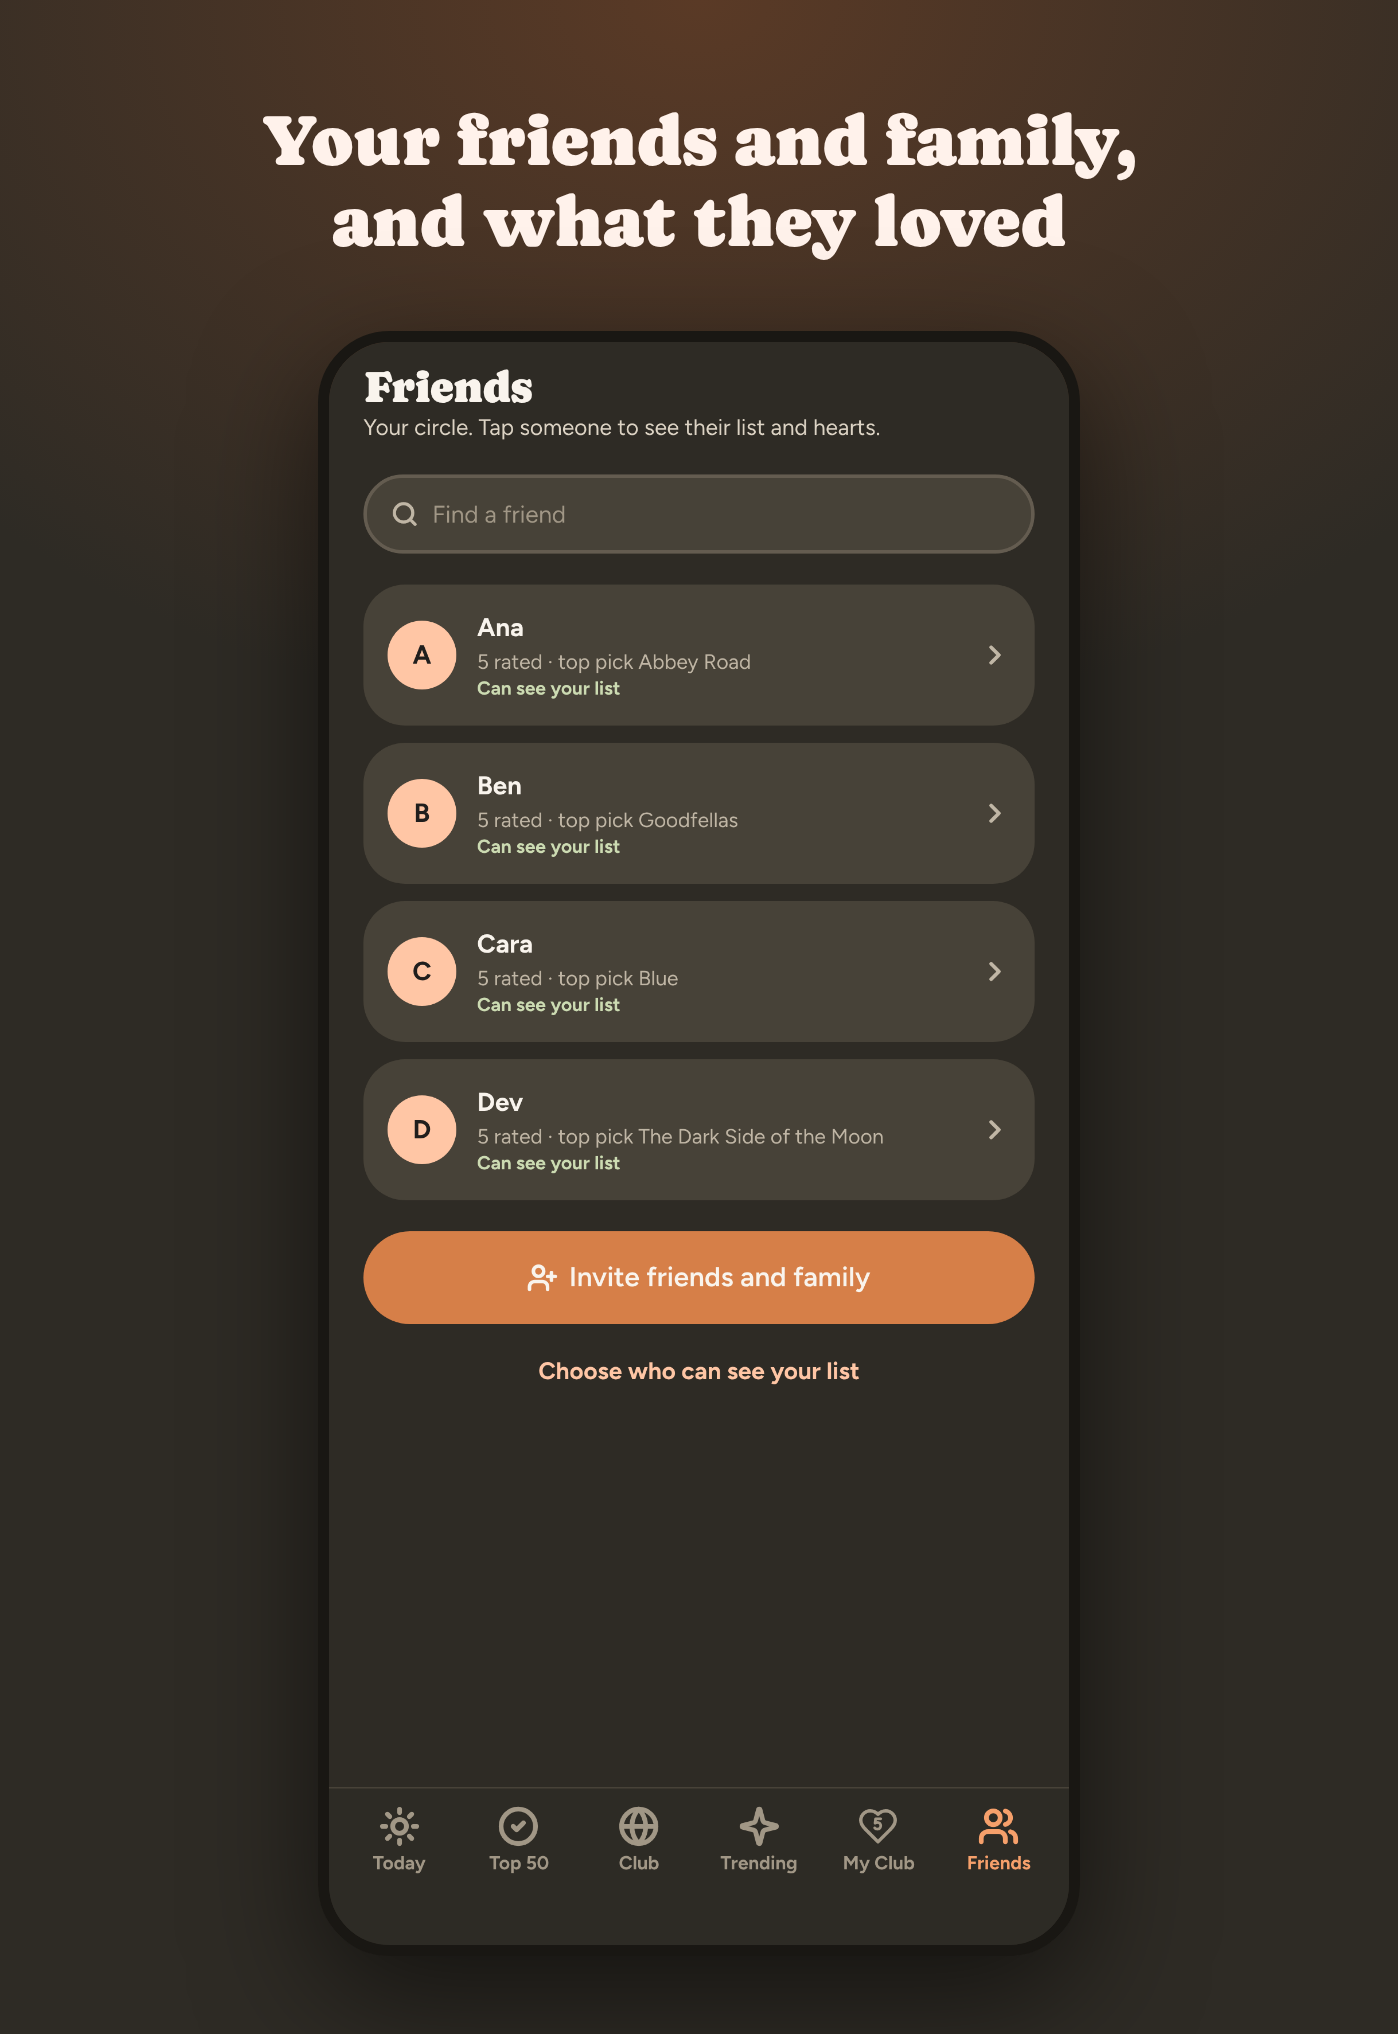 Your friends and family,
and what they loved
Friends
Your circle. Tap someone to see their list and hearts.
Find a friend
A
Ana
5 rated · top pick Abbey Road
Can see your list
B
Ben
5 rated · top pick Goodfellas
Can see your list
C
Cara
5 rated · top pick Blue
Can see your list
D
Dev
5 rated · top pick The Dark Side of the Moon
Can see your list
Invite friends and family
Choose who can see your list
5
Today Top 50 Club Trending My Club Friends